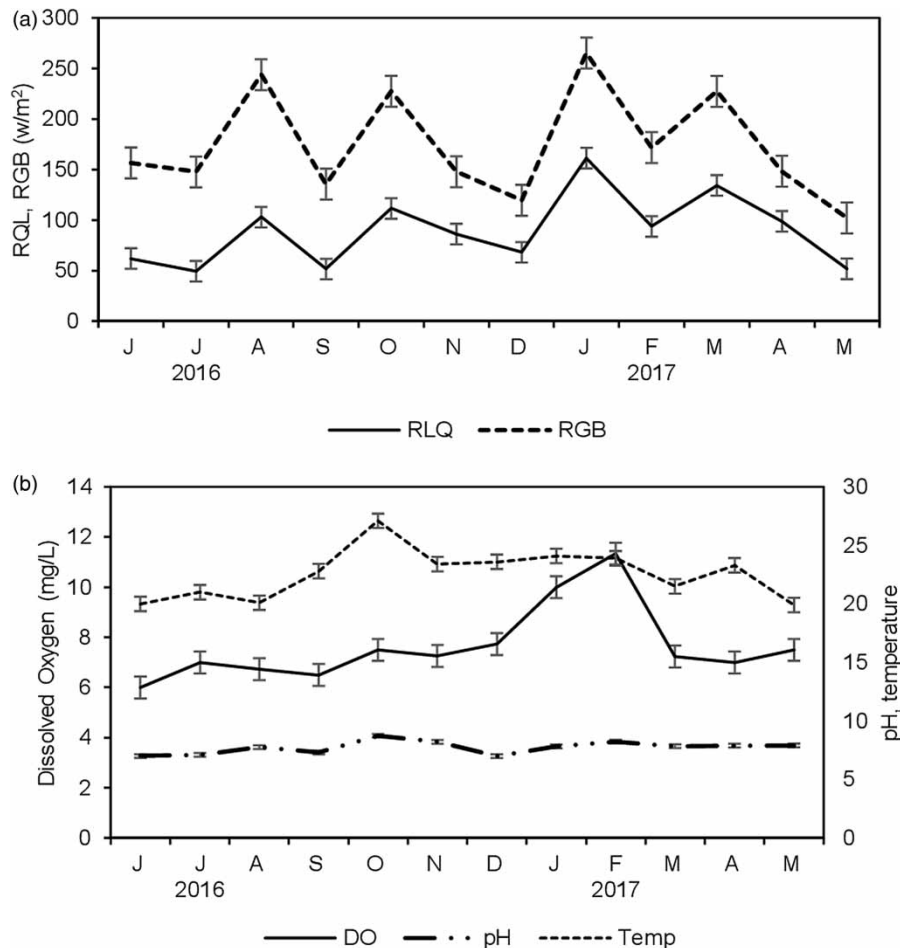 (a)
300
250
200
150
100
50
0
RQL, RGB (w/m²)
J J A S O N D J F M A M
2016 2017
RLQ RGB
(b)
14
12
10
8
6
4
2
0
Dissolved Oxygen (mg/L)
30
25
20
15
10
5
0
pH, temperature
J J A S O N D J F M A M
2016 2017
DO pH Temp